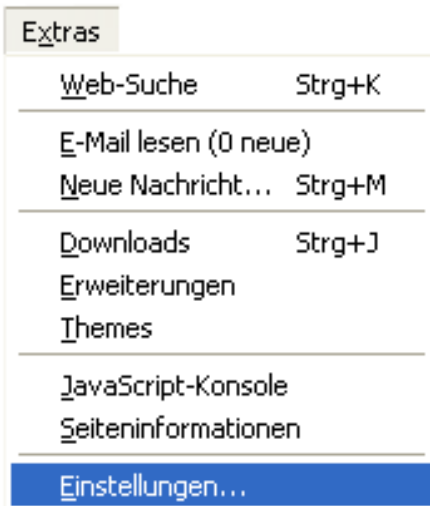 Extras
Web-Suche Strg+K
E-Mail lesen (0 neue)
Neue Nachricht... Strg+M
Downloads Strg+J
Erweiterungen
Themes
JavaScript-Konsole
Seiteninformationen
Einstellungen...